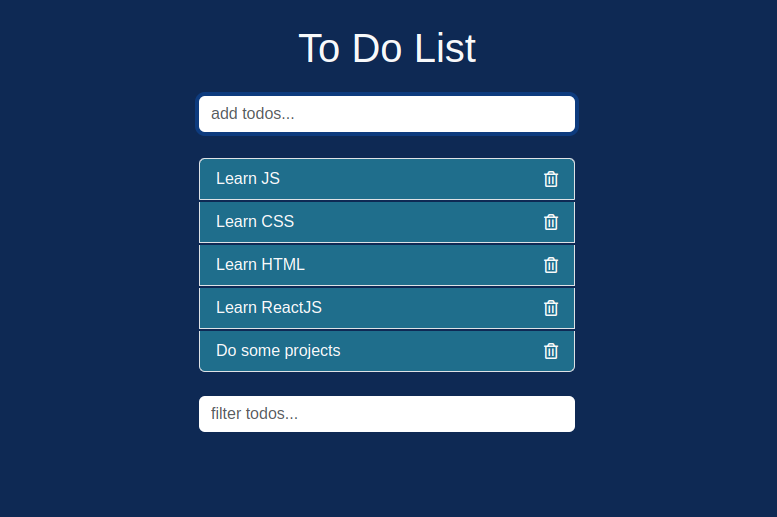 To Do List
add todos...
Learn JS
Learn CSS
Learn HTML
Learn ReactJS
Do some projects
filter todos...